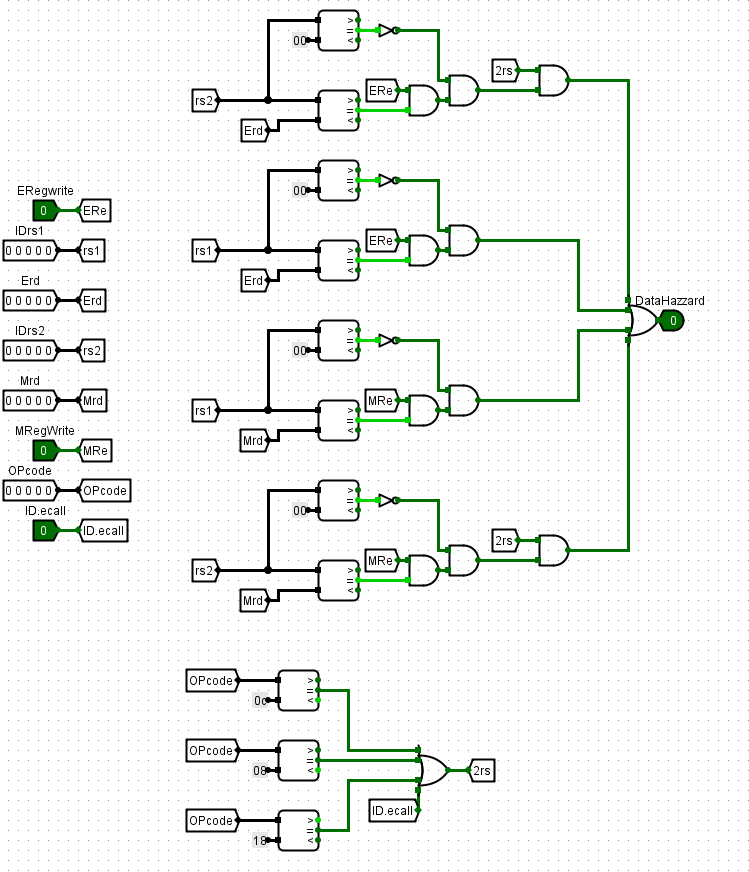 >
=
<
00
2rs
ERe
rs2
>
=
<
Erd
>
=
<
00
ERegwrite
0
ERe
ERe
IDrs1
0 0 0 0 0
rs1
rs1
>
=
<
Erd
Erd
0 0 0 0 0
Erd
DataHazzard
0
IDrs2
0 0 0 0 0
rs2
>
=
<
00
Mrd
0 0 0 0 0
Mrd
MRe
rs1
>
=
<
Mrd
MRegWrite
0
MRe
OPcode
0 0 0 0 0
OPcode
>
=
<
00
ID.ecall
0
ID.ecall
2rs
MRe
rs2
>
=
<
Mrd
OPcode
>
=
<
0c
OPcode
>
=
<
08
2rs
ID.ecall
OPcode
>
=
<
18